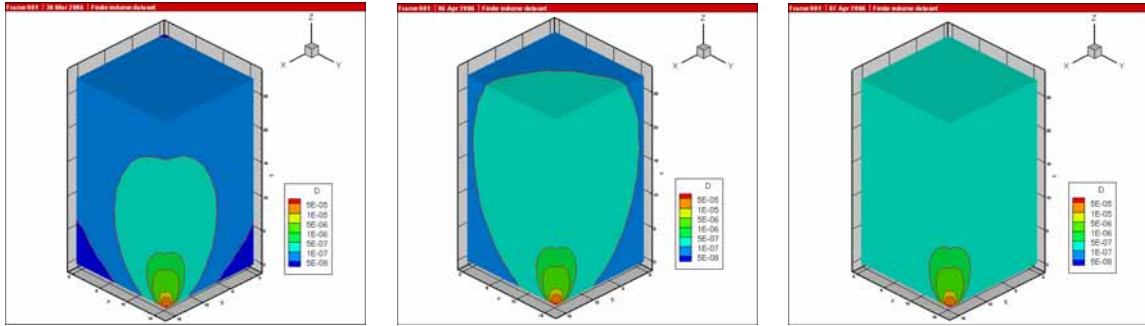 Frame 001 | 30 Mar 2006 | Finite volume dataset
Z
X
Y
D
5E-05
1E-05
5E-06
1E-06
5E-07
1E-07
5E-08
Frame 001 | 06 Apr 2006 | Finite volume dataset
Z
X
Y
D
5E-05
1E-05
5E-06
1E-06
5E-07
1E-07
5E-08
Frame 001 | 07 Apr 2006 | Finite volume dataset
Z
X
Y
D
5E-05
1E-05
5E-06
1E-06
5E-07
1E-07
5E-08